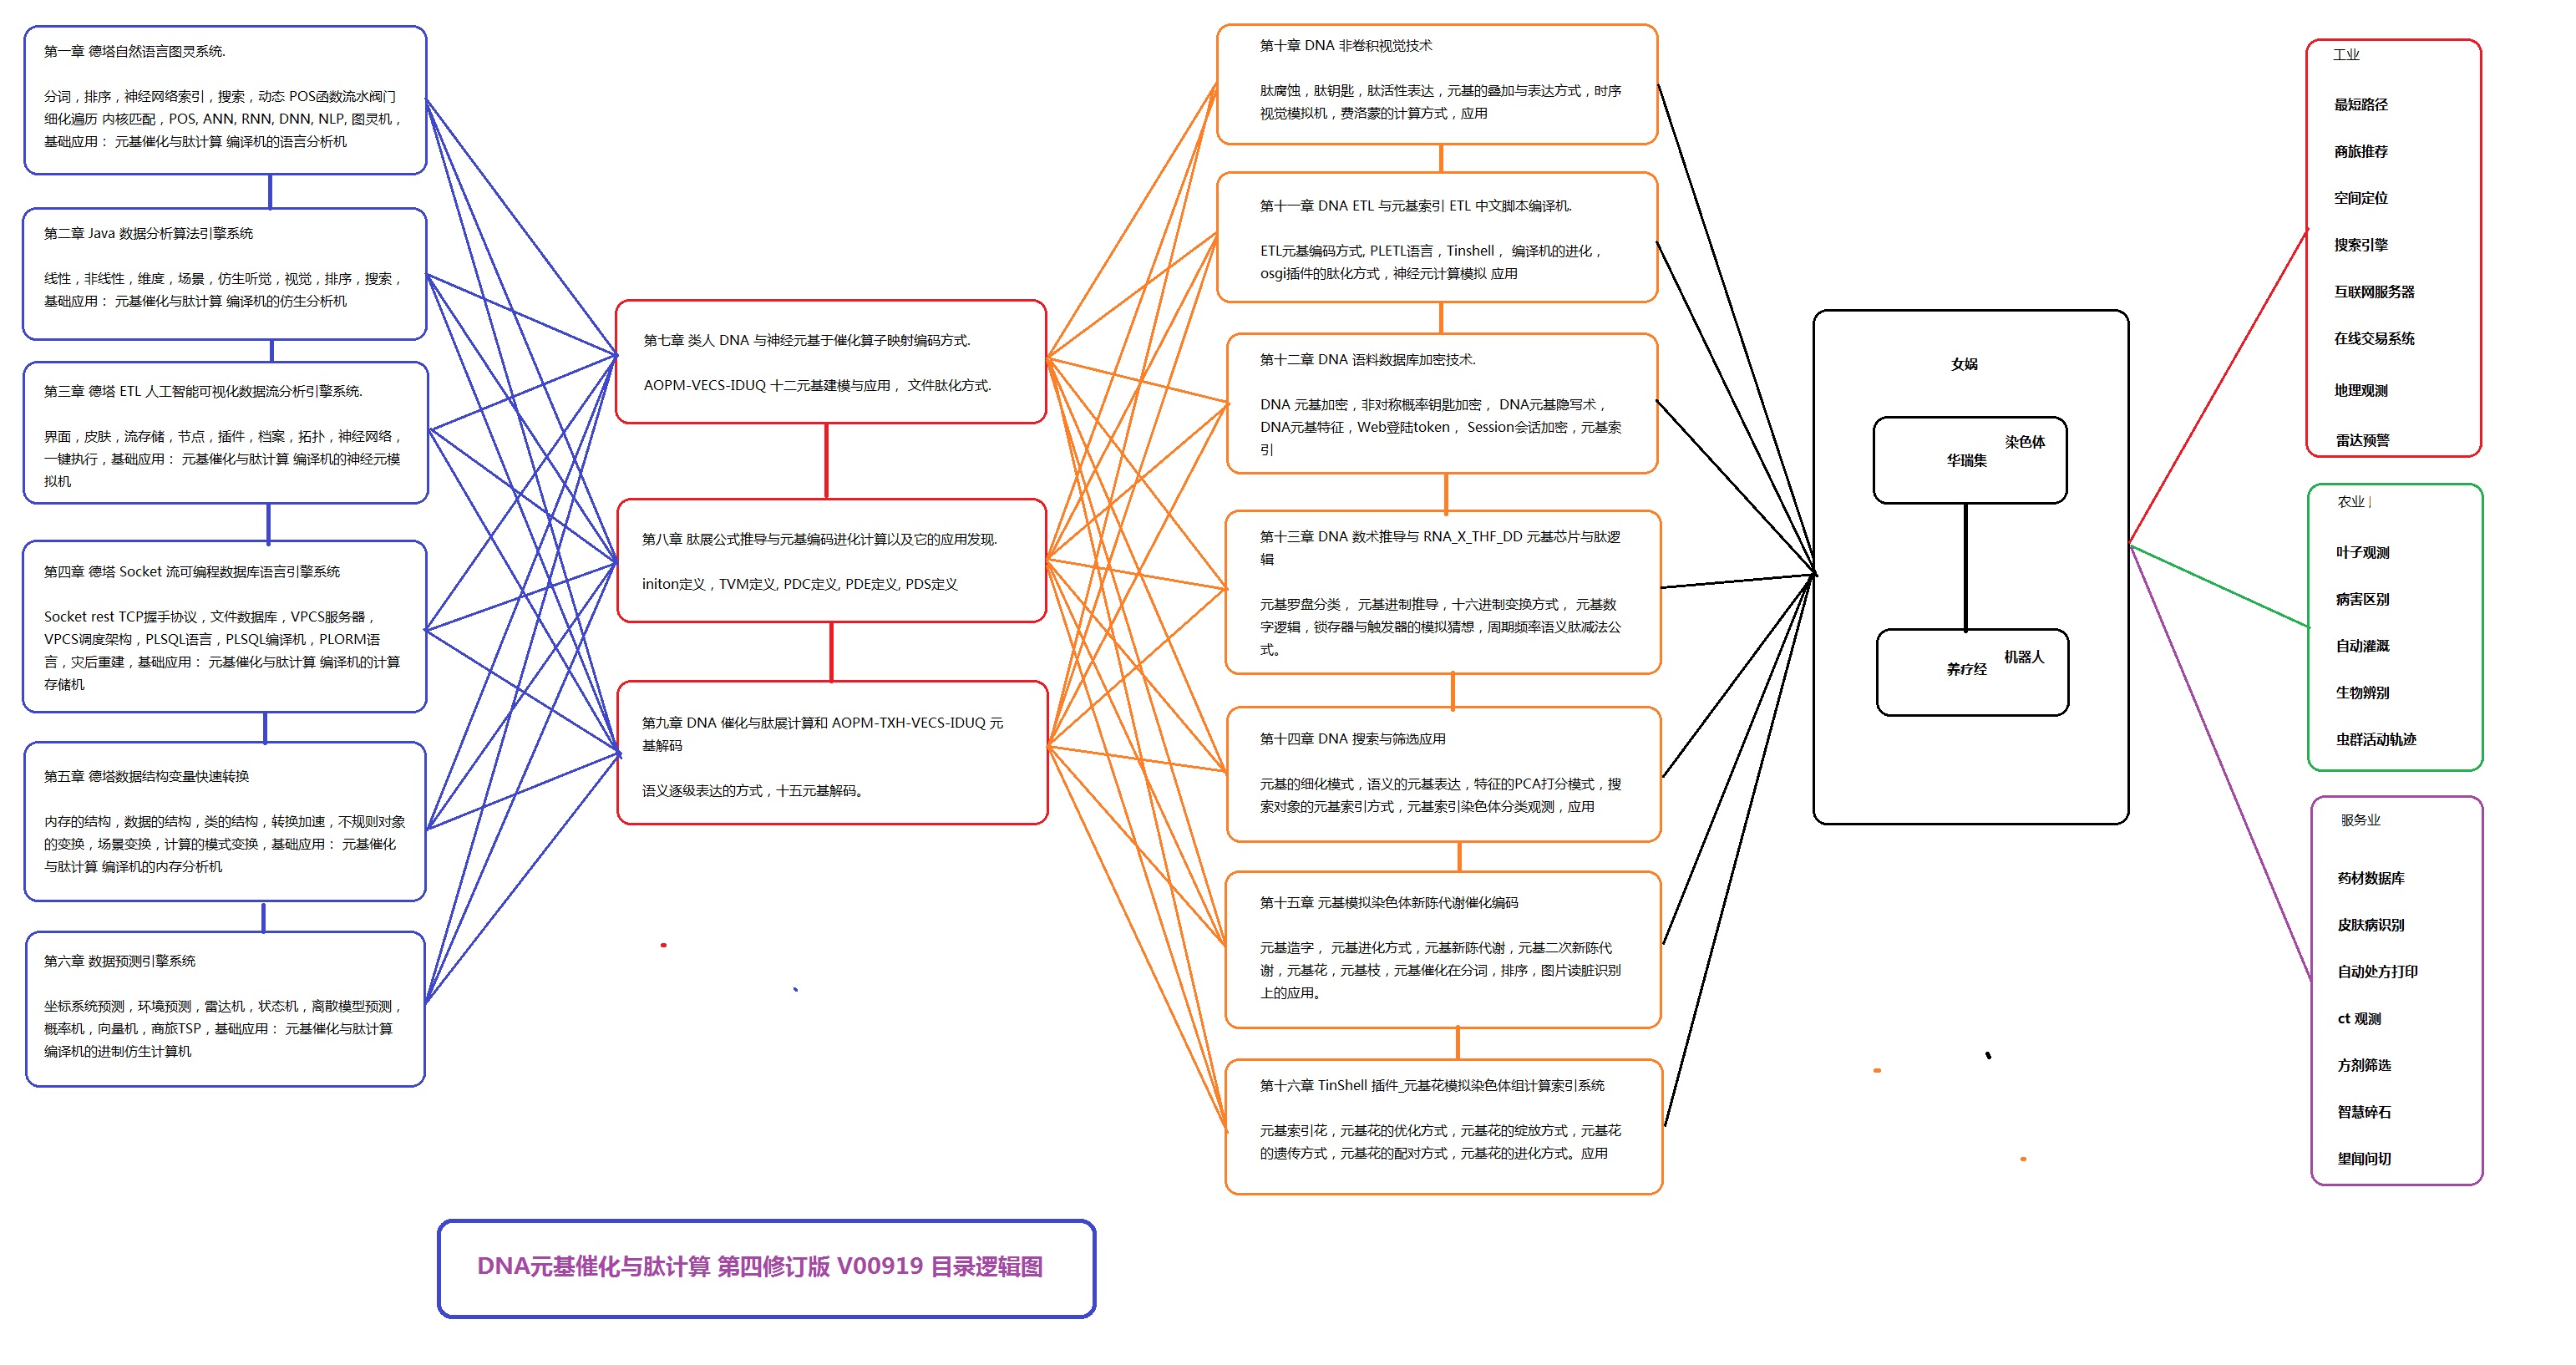 第一章 德塔自然语言图灵系统.
分词，排序，神经网络索引，搜索，动态 POS函数流水阀门
细化遍历 内核匹配，POS, ANN, RNN, DNN, NLP, 图灵机，
基础应用： 元基催化与肽计算 编译机的语言分析机
第二章 Java 数据分析算法引擎系统
线性，非线性，维度，场景，仿生听觉，视觉，排序，搜索，
基础应用： 元基催化与肽计算 编译机的仿生分析机
第三章 德塔 ETL 人工智能可视化数据流分析引擎系统.
界面，皮肤，流存储，节点，插件，档案，拓扑，神经网络，
一键执行，基础应用： 元基催化与肽计算 编译机的神经元模
拟机
第四章 德塔 Socket 流可编程数据库语言引擎系统
Socket rest TCP握手协议，文件数据库，VPCS服务器，
VPCS调度架构，PLSQL语言，PLSQL编译机，PLORM语
言，灾后重建，基础应用： 元基催化与肽计算 编译机的计算
存储机
第五章 德塔数据结构变量快速转换
内存的结构，数据的结构，类的结构，转换加速，不规则对象
的变换，场景变换，计算的模式变换，基础应用： 元基催化
与肽计算 编译机的内存分析机
第六章 数据预测引擎系统
坐标系统预测，环境预测，雷达机，状态机，离散模型预测，
概率机，向量机，商旅TSP，基础应用： 元基催化与肽计算
编译机的进制仿生计算机
第七章 类人 DNA 与神经元基于催化算子映射编码方式.
AOPM-VECS-IDUQ 十二元基建模与应用， 文件肽化方式.
第八章 肽展公式推导与元基编码进化计算以及它的应用发现.
initon定义，TVM定义, PDC定义, PDE定义, PDS定义
第九章 DNA 催化与肽展计算和 AOPM-TXH-VECS-IDUQ 元
基解码
语义逐级表达的方式，十五元基解码。
第十章 DNA 非卷积视觉技术
肽腐蚀，肽钥匙，肽活性表达，元基的叠加与表达方式，时序
视觉模拟机，费洛蒙的计算方式，应用
第十一章 DNA ETL 与元基索引 ETL 中文脚本编译机.
ETL元基编码方式, PLETL语言，Tinshell， 编译机的进化，
osgi插件的肽化方式，神经元计算模拟 应用
第十二章 DNA 语料数据库加密技术.
DNA 元基加密，非对称概率钥匙加密， DNA元基隐写术，
DNA元基特征，Web登陆token， Session会话加密，元基索
引
第十三章 DNA 数术推导与 RNA_X_THF_DD 元基芯片与肽逻
辑
元基罗盘分类， 元基进制推导，十六进制变换方式， 元基数
字逻辑，锁存器与触发器的模拟猜想，周期频率语义肽减法公
式。
第十四章 DNA 搜索与筛选应用
元基的细化模式，语义的元基表达，特征的PCA打分模式，搜
索对象的元基索引方式，元基索引染色体分类观测，应用
第十五章 元基模拟染色体新陈代谢催化编码
元基造字， 元基进化方式，元基新陈代谢，元基二次新陈代
谢，元基花，元基枝，元基催化在分词，排序，图片读脏识别
上的应用。
第十六章 TinShell 插件_元基花模拟染色体组计算索引系统
元基索引花，元基花的优化方式，元基花的绽放方式，元基花
的遗传方式，元基花的配对方式，元基花的进化方式。应用
女娲
染色体
华瑞集
机器人
养疗经
工业
最短路径
商旅推荐
空间定位
搜索引擎
互联网服务器
在线交易系统
地理观测
雷达预警
农业
叶子观测
病害区别
自动灌溉
生物辨别
虫群活动轨迹
服务业
药材数据库
皮肤病识别
自动处方打印
ct 观测
方剂筛选
智慧碎石
望闻问切
DNA元基催化与肽计算 第四修订版 V00919 目录逻辑图